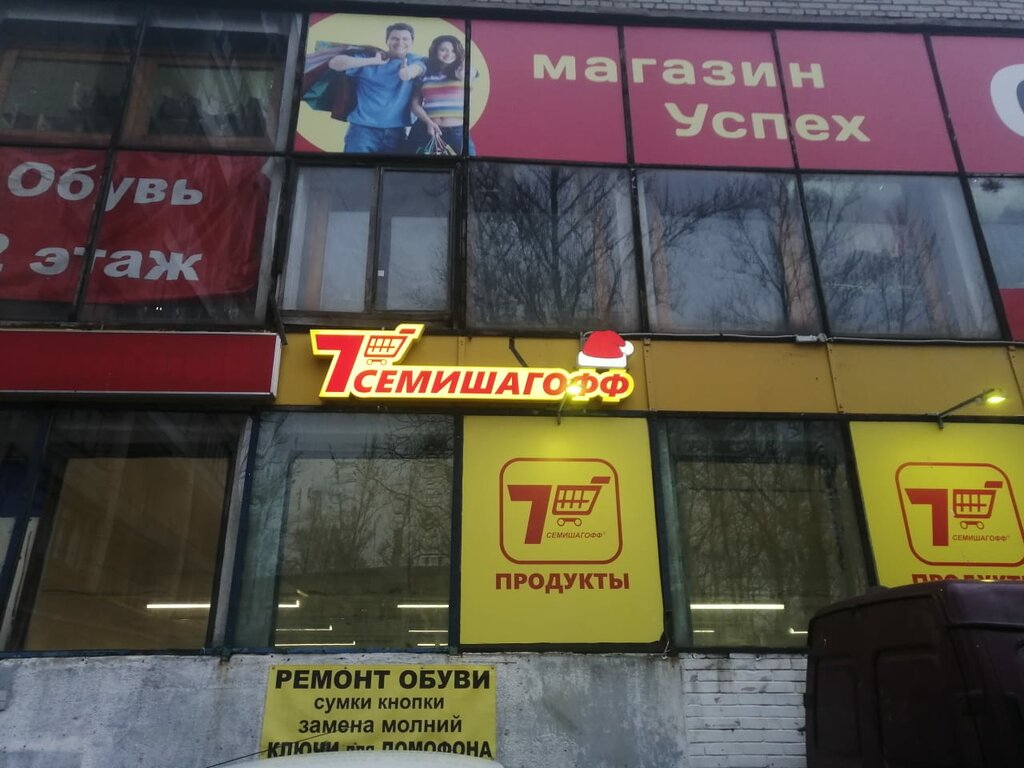 магазин
Успех
Обувь
2 этаж
7 СЕМИШАГОФФ
7
СЕМИШАГОФФ®
ПРОДУКТЫ
7
СЕМИШАГОФФ®
ПРОДУКТЫ
РЕМОНТ ОБУВИ
сумки кнопки
замена молний
КЛЮЧИ для ДОМОФОНА